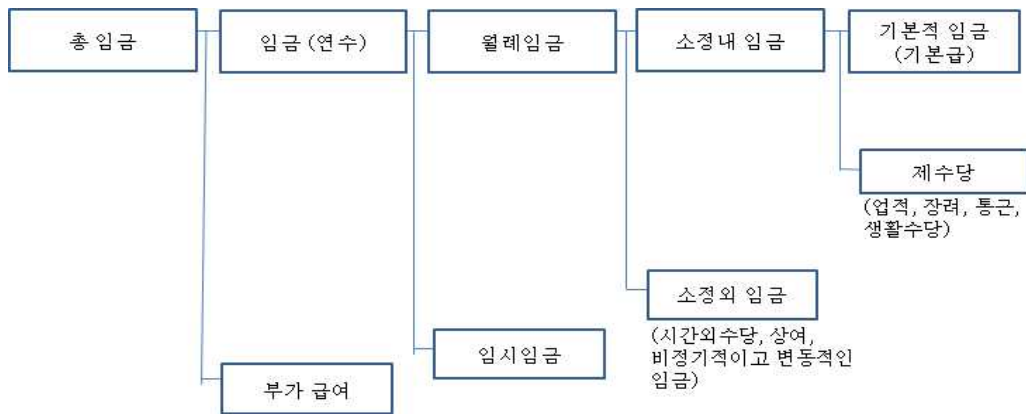 총 임금
임금 (연수)
월례임금
소정내 임금
기본적 임금
(기본급)
제수당
(업적, 장려, 통근,
생활수당)
소정외 임금
(시간외수당, 상여,
비정기적이고 변동적인
임금)
임시임금
부가 급여